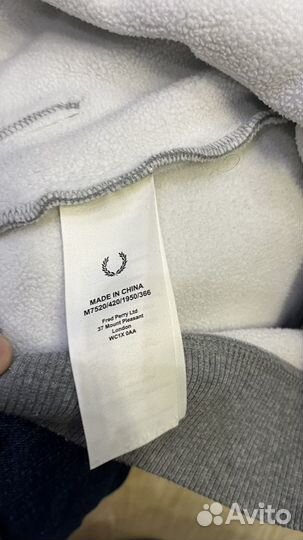 MADE IN CHINA
M7520/420/1950/366
Fred Perry Ltd
37 Mount Pleasant
London
WC1X 0AA
Avito